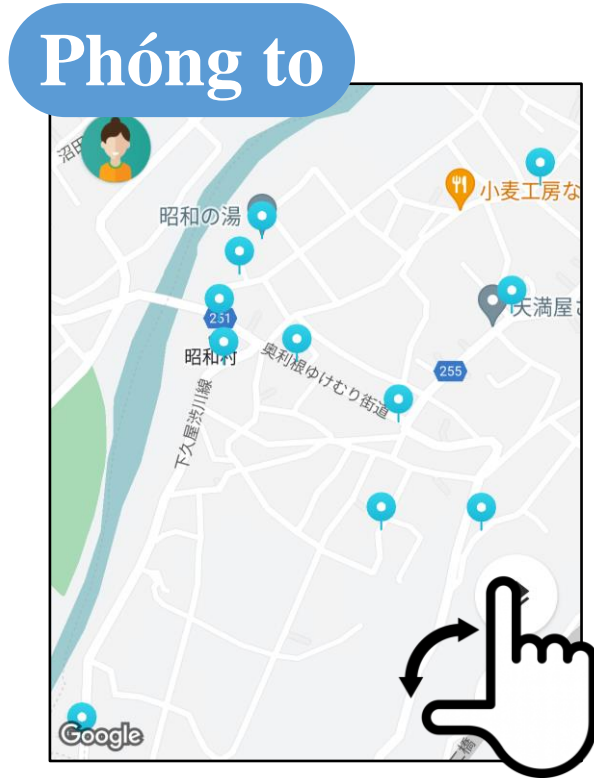 Phóng to
沼田
小麦工房な
昭和の湯
天満屋
251
昭和村
奥利根ゆけむり街道
255
下久屋渋川線
Google
橋